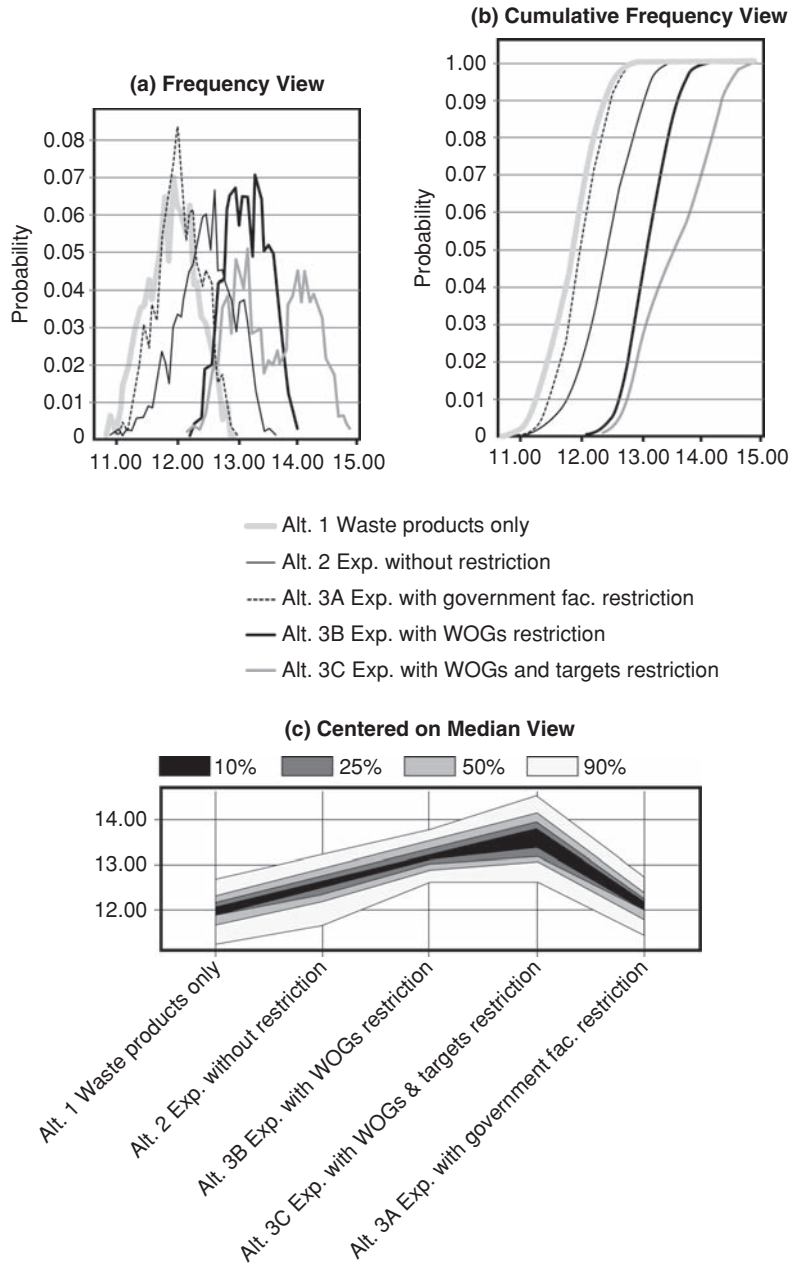 (a) Frequency View
Probability
0.08
0.07
0.06
0.05
0.04
0.03
0.02
0.01
0
11.00 12.00 13.00 14.00 15.00
(b) Cumulative Frequency View
Probability
1.00
0.09
0.08
0.07
0.06
0.05
0.04
0.03
0.02
0.01
0
11.00 12.00 13.00 14.00 15.00
Alt. 1 Waste products only
Alt. 2 Exp. without restriction
Alt. 3A Exp. with government fac. restriction
Alt. 3B Exp. with WOGs restriction
Alt. 3C Exp. with WOGs and targets restriction
(c) Centered on Median View
10% 25% 50% 90%
14.00
13.00
12.00
Alt. 1 Waste products only
Alt. 2 Exp. without restriction
Alt. 3B Exp. with WOGs restriction
Alt. 3C Exp. with WOGs & targets restriction
Alt. 3A Exp. with government fac. restriction